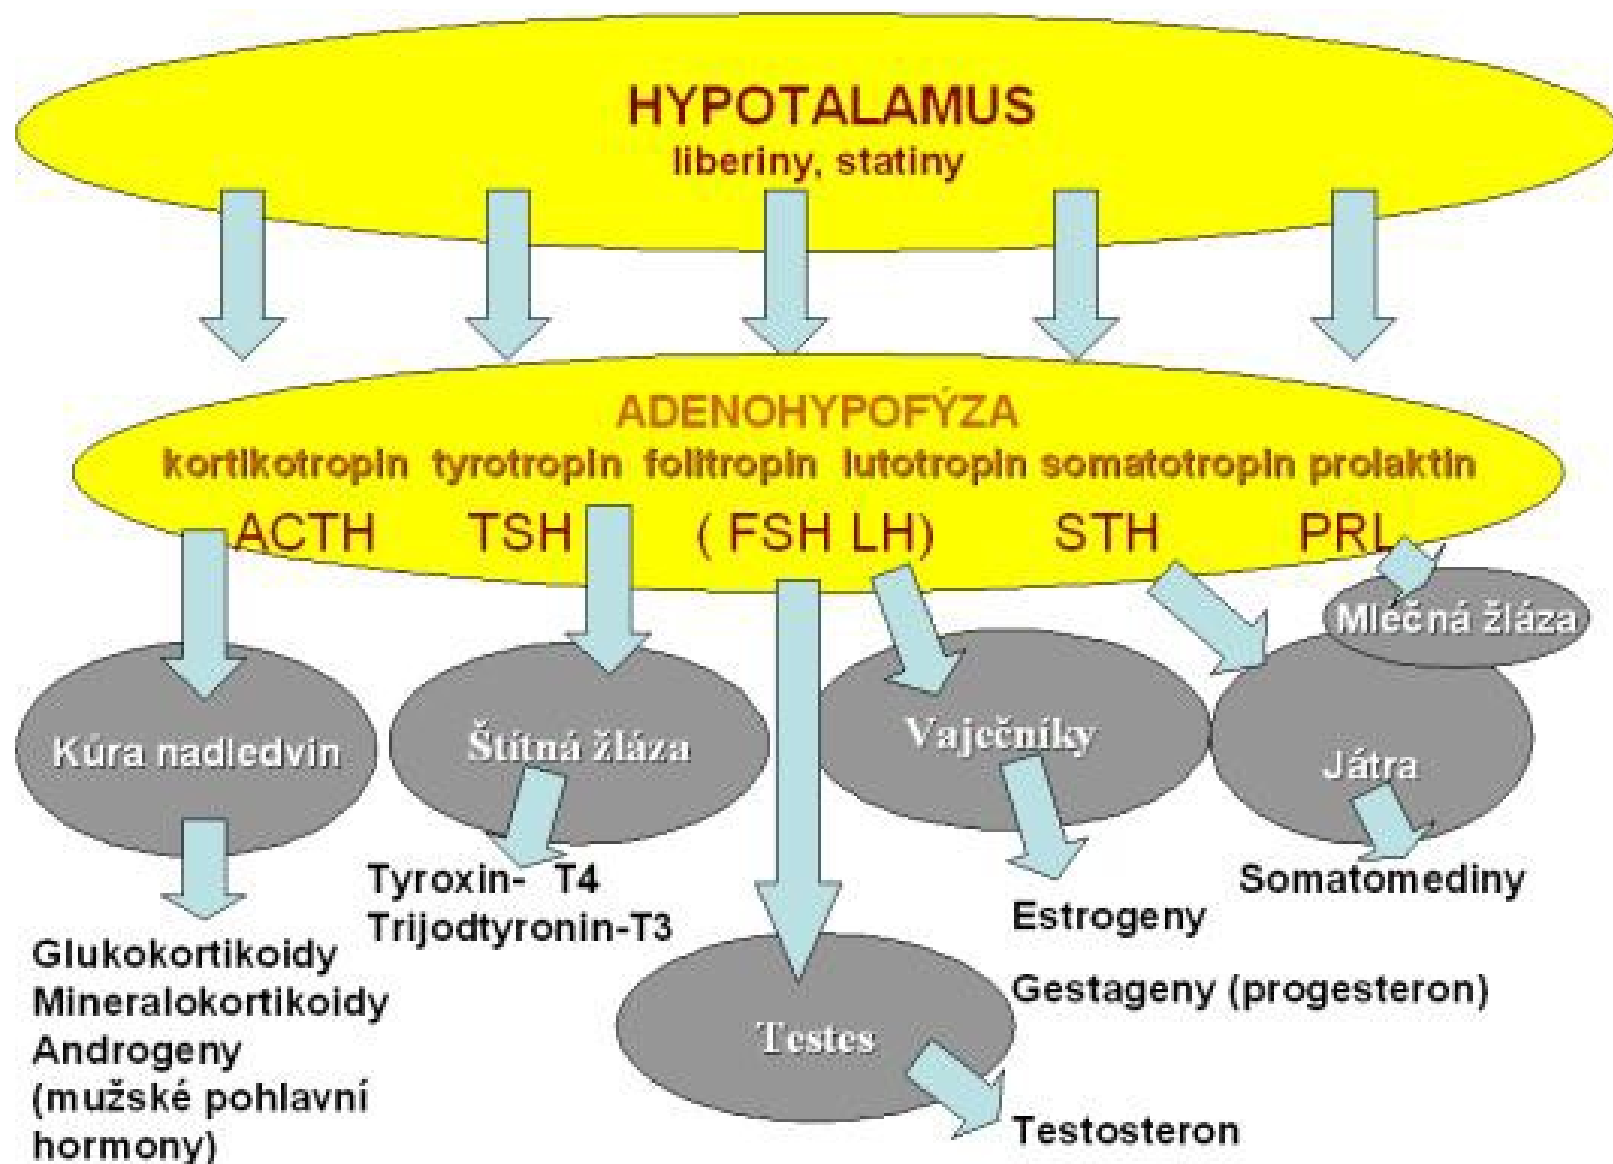 HYPOTALAMUS
liberiny, statiny
ADENOHYPOFÝZA
kortikotropin tyrotropin folitropin lutotropin somatotropin prolaktin
ACTH TSH ( FSH LH) STH PRL
Mlečná žláza
Kůra nadledvin
Štítná žláza
Vaječníky
Játra
Tyroxin- T4
Trijodtyronin-T3
Somatomediny
Estrogeny
Gestageny (progesteron)
Glukokortikoidy
Mineralokortikoidy
Androgeny
(mužské pohlavní
hormony)
Testes
Testosteron